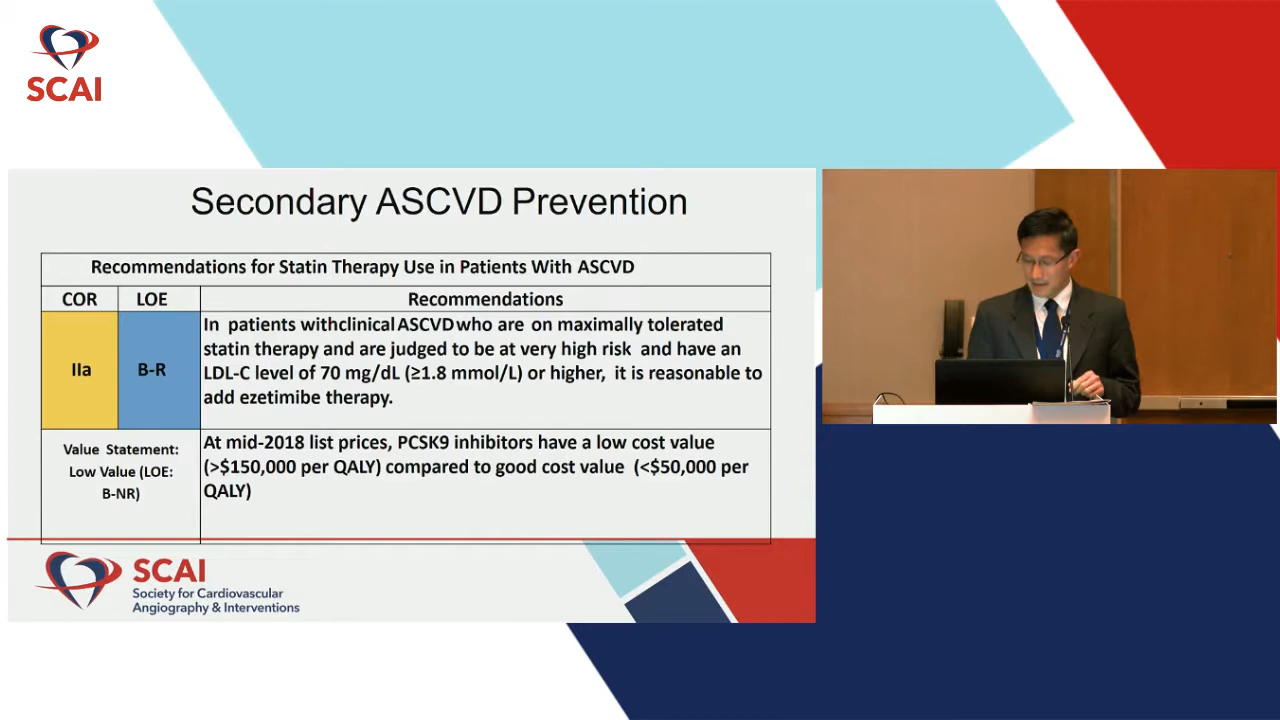 SCAI
Secondary ASCVD Prevention
Recommendations for Statin Therapy Use in Patients With ASCVD
COR LOE Recommendations
IIa B-R
In patients withclinical ASCVD who are on maximally tolerated
statin therapy and are judged to be at very high risk and have an
LDL-C level of 70 mg/dL (≥1.8 mmol/L) or higher, it is reasonable to
add ezetimibe therapy.
Value Statement:
Low Value (LOE:
B-NR)
At mid-2018 list prices, PCSK9 inhibitors have a low cost value
(>$150,000 per QALY) compared to good cost value (<$50,000 per
QALY)
SCAI
Society for Cardiovascular
Angiography & Interventions